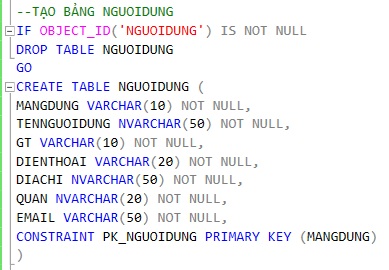 --TẠO BẢNG NGUOIDUNG
IF OBJECT_ID('NGUOIDUNG') IS NOT NULL
DROP TABLE NGUOIDUNG
GO
CREATE TABLE NGUOIDUNG (
MANGDUNG VARCHAR(10) NOT NULL,
TENNGUOIDUNG NVARCHAR(50) NOT NULL,
GT VARCHAR(10) NOT NULL,
DIENTHOAI VARCHAR(20) NOT NULL,
DIACHI NVARCHAR(50) NOT NULL,
QUAN NVARCHAR(20) NOT NULL,
EMAIL VARCHAR(50) NOT NULL,
CONSTRAINT PK_NGUOIDUNG PRIMARY KEY (MANGDUNG)
)